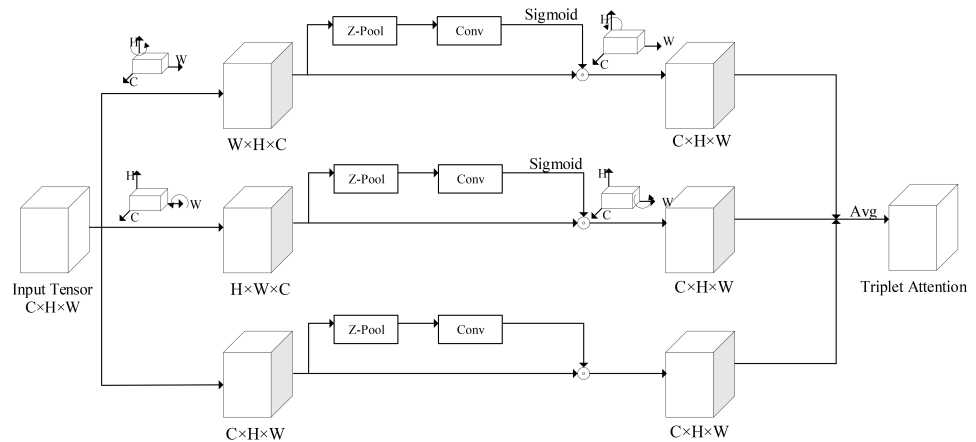 H
W
C
Z-Pool
Conv
Sigmoid
H
W
C
W×H×C
C×H×W
H
W
C
Z-Pool
Conv
Sigmoid
H
W
C
Input Tensor
C×H×W
H×W×C
C×H×W
Avg
Triplet Attention
Z-Pool
Conv
C×H×W
C×H×W